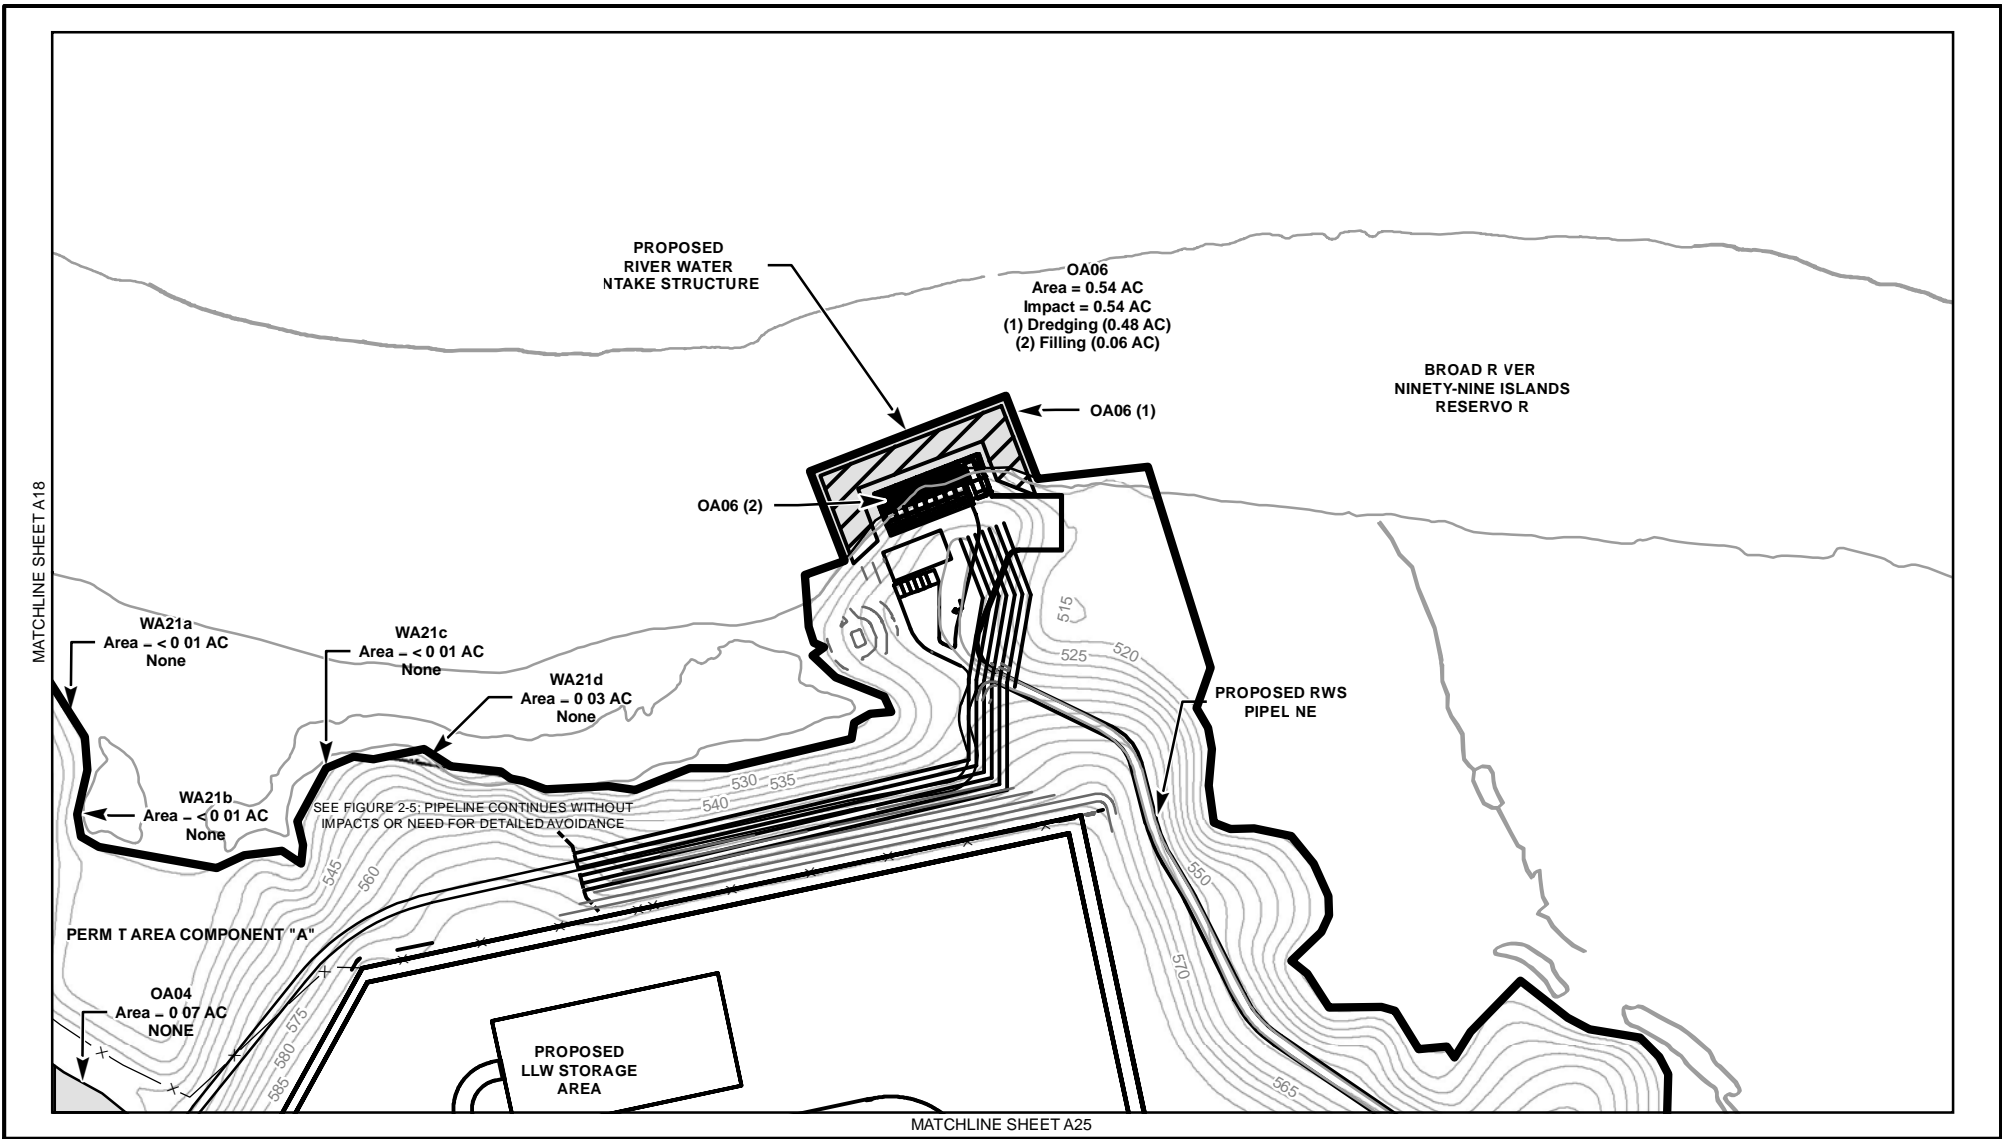 PROPOSED
RIVER WATER
NTAKE STRUCTURE
OA06
Area = 0.54 AC
Impact = 0.54 AC
(1) Dredging (0.48 AC)
(2) Filling (0.06 AC)
BROAD R VER
NINETY-NINE ISLANDS
RESERVO R
OA06 (1)
OA06 (2)
MATCHLINE SHEET A18
WA21a
Area = < 0 01 AC
None
WA21c
Area = < 0 01 AC
None
WA21d
Area = 0 03 AC
None
515
520
525
PROPOSED RWS
PIPEL NE
WA21b
Area = < 0 01 AC
None
530
535
540
SEE FIGURE 2-5; PIPELINE CONTINUES WITHOUT
IMPACTS OR NEED FOR DETAILED AVOIDANCE
545
560
550
PERM T AREA COMPONENT "A"
570
OA04
Area = 0 07 AC
NONE
575
580
585
PROPOSED
LLW STORAGE
AREA
565
MATCHLINE SHEET A25